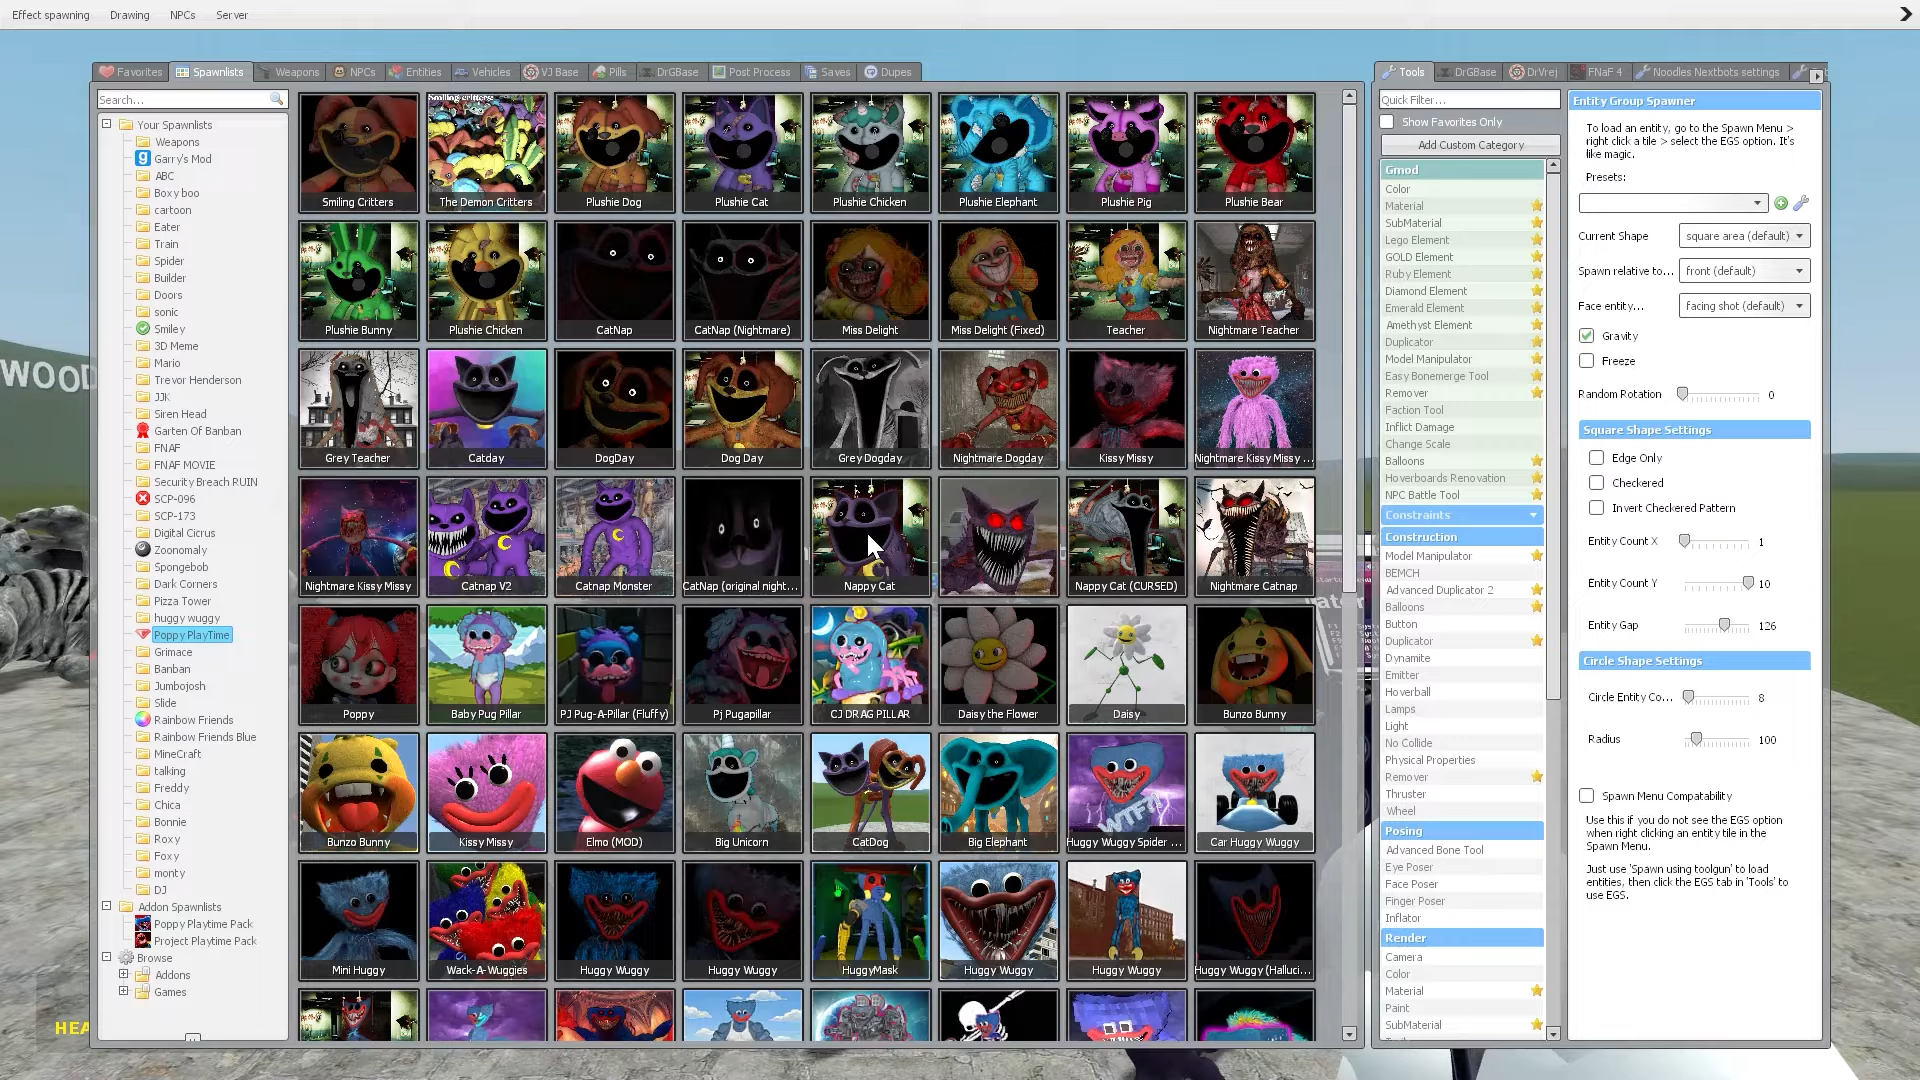 Effect spawning Drawing NPCs Server
Favorites Spawnlists Weapons NPCs Entities Vehicles VJ Base Pills DrGBase Post Process Saves Dupes
Search...
Your Spawnlists
Weapons
Garry's Mod
ABC
Boxy boo
cartoon
Eater
Train
Spider
Builder
Doors
sonic
Smiley
3D Meme
Mario
Trevor Henderson
JJK
Siren Head
Garten Of Banban
FNAF
FNAF MOVIE
Security Breach RUIN
SCP-096
SCP-173
Digital Cicrus
Zoonomaly
Spongebob
Dark Corners
Pizza Tower
huggy wuggy
Poppy PlayTime
Grimace
Banban
Jumbojosh
Slide
Rainbow Friends
Rainbow Friends Blue
MineCraft
talking
Freddy
Chica
Bonnie
Roxy
Foxy
monty
DJ
Addon Spawnlists
Poppy Playtime Pack
Project Playtime Pack
Browse
Addons
Games
WOOD
HEA
Smiling critters:
Smiling Critters The Demon Critters Plushie Dog Plushie Cat Plushie Chicken Plushie Elephant Plushie Pig Plushie Bear
Plushie Bunny Plushie Chicken CatNap CatNap (Nightmare) Miss Delight Miss Delight (Fixed) Teacher Nightmare Teacher
Grey Teacher Catday DogDay Dog Day Grey Dogday Nightmare Dogday Kissy Missy Nightmare Kissy Missy ...
Nightmare Kissy Missy Catnap V2 Catnap Monster CatNap (original night... Nappy Cat Nappy Cat (CURSED) Nightmare Catnap
Poppy Baby Pug Pillar PJ Pug-A-Pillar (Fluffy) Pj Pugapillar CJ DRAG PILLAR Daisy the Flower Daisy Bunzo Bunny
WTF?
Bunzo Bunny Kissy Missy Elmo (MOD) Big Unicorn CatDog Big Elephant Huggy Wuggy Spider ... Car Huggy Wuggy
Mini Huggy Wack-A-Wuggies Huggy Wuggy Huggy Wuggy HuggyMask Huggy Wuggy Huggy Wuggy Huggy Wuggy (Halluci...
Tools DrGBase DrVrej FNaF 4 Noodles Nextbots settings
Quick Filter...
Show Favorites Only
Add Custom Category
Gmod
Color
Material
SubMaterial
Lego Element
GOLD Element
Ruby Element
Diamond Element
Emerald Element
Amethyst Element
Duplicator
Model Manipulator
Easy Bonemerge Tool
Remover
Faction Tool
Inflict Damage
Change Scale
Balloons
Hoverboards Renovation
NPC Battle Tool
Constraints
Construction
Model Manipulator
BEMCH
Advanced Duplicator 2
Balloons
Button
Duplicator
Dynamite
Emitter
Hoverball
Lamps
Light
No Collide
Physical Properties
Remover
Thruster
Wheel
Posing
Advanced Bone Tool
Eye Poser
Face Poser
Finger Poser
Inflator
Render
Camera
Color
Material
Paint
SubMaterial
Entity Group Spawner
To load an entity, go to the Spawn Menu >
right click a tile > select the EGS option. It's
like magic.
Presets:
Current Shape square area (default)
Spawn relative to... front (default)
Face entity... facing shot (default)
Gravity
Freeze
Random Rotation 0
Square Shape Settings
Edge Only
Checkered
Invert Checkered Pattern
Entity Count X 1
Entity Count Y 10
Entity Gap 126
Circle Shape Settings
Circle Entity Co... 8
Radius 100
Spawn Menu Compatability
Use this if you do not see the EGS option
when right clicking an entity tile in the
Spawn Menu.
Just use 'Spawn using toolgun' to load
entities, then click the EGS tab in 'Tools' to
use EGS.